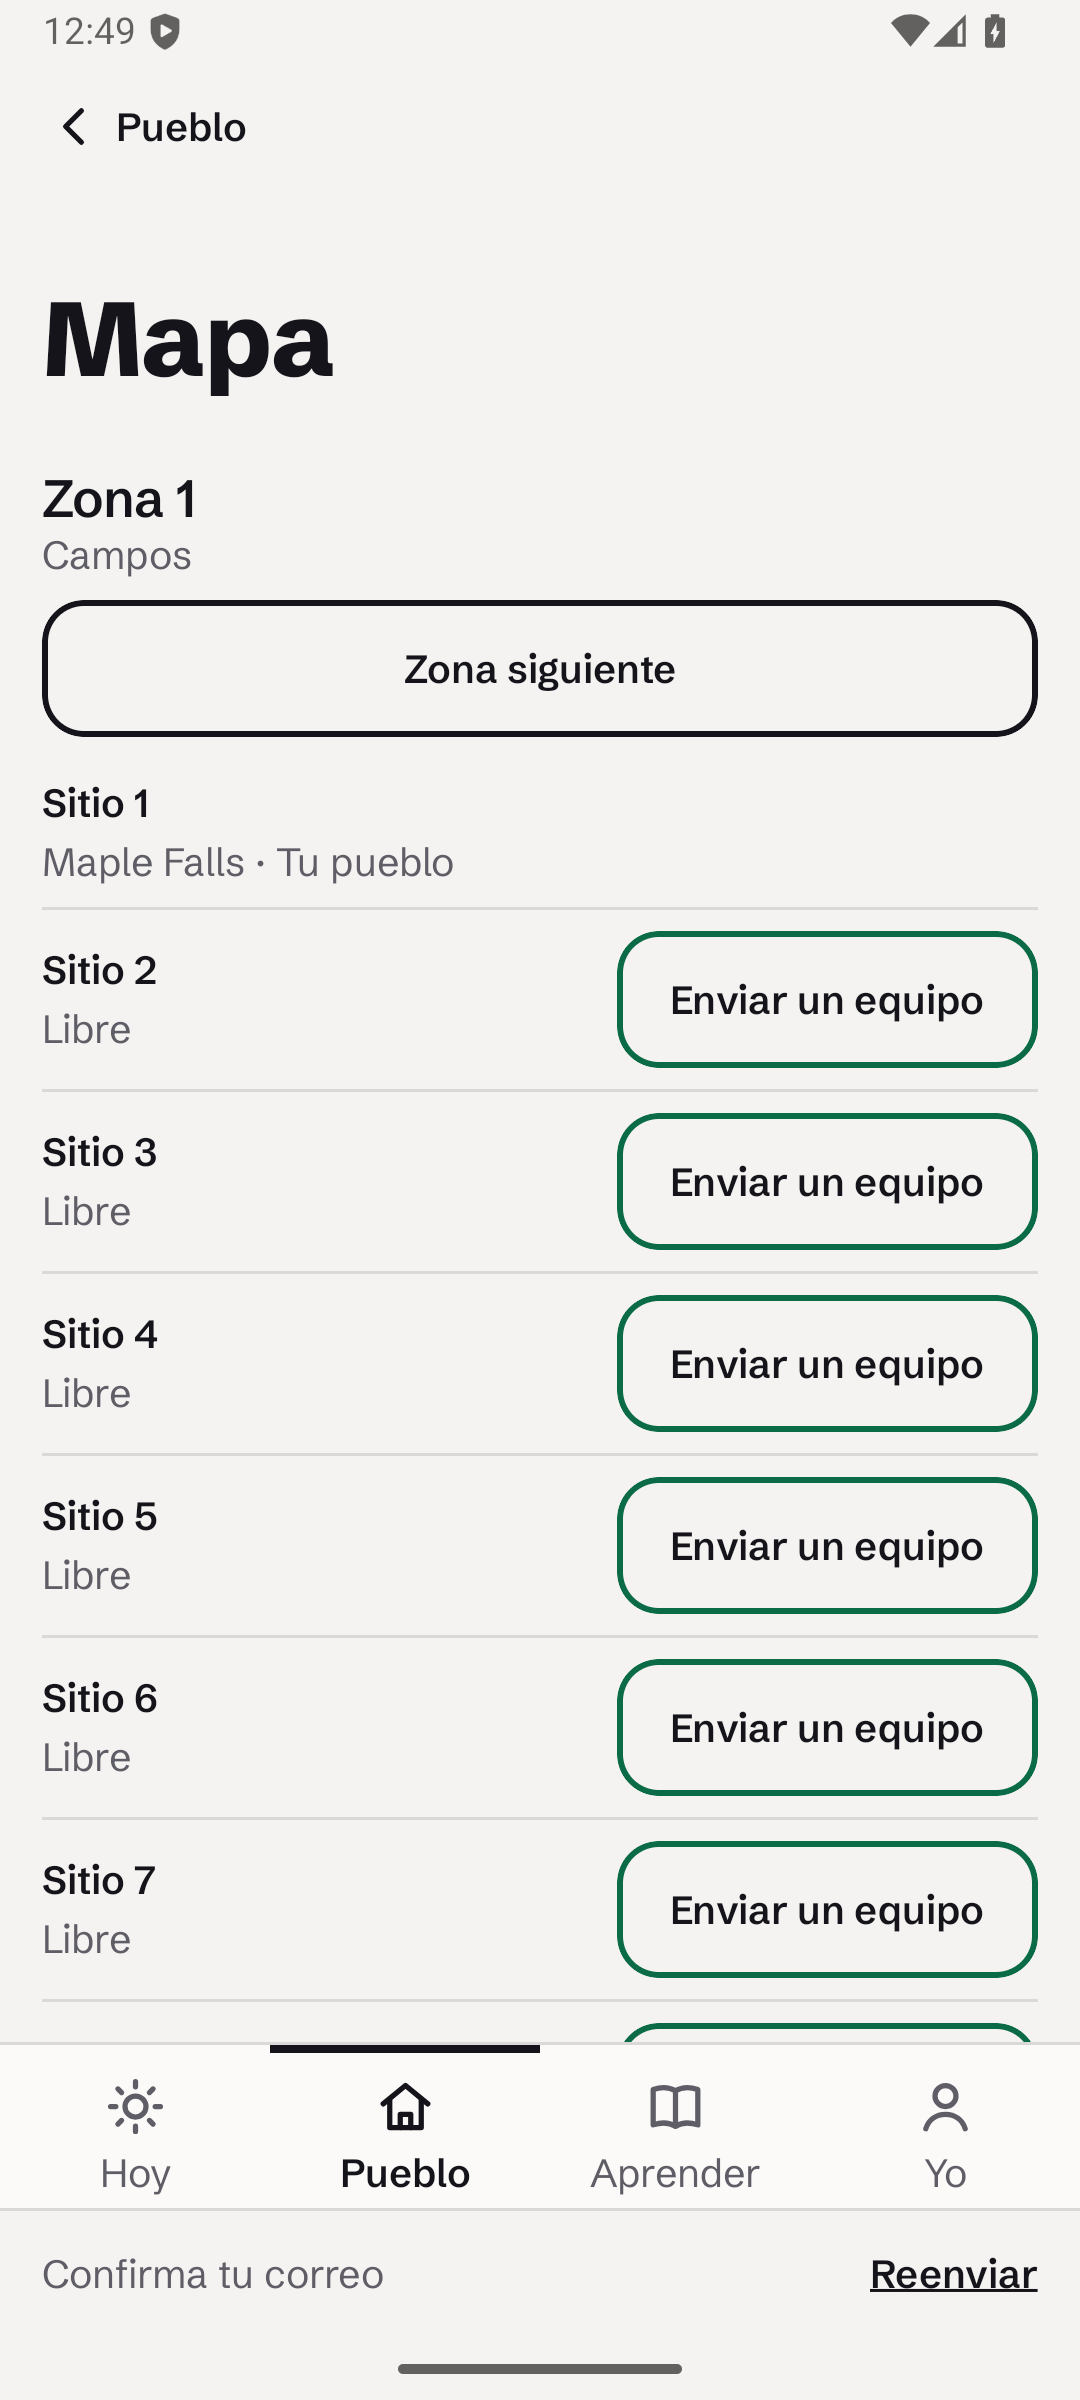 12:49
Pueblo
Mapa
Zona 1
Campos
Zona siguiente
Sitio 1
Maple Falls · Tu pueblo
Sitio 2
Libre
Enviar un equipo
Sitio 3
Libre
Enviar un equipo
Sitio 4
Libre
Enviar un equipo
Sitio 5
Libre
Enviar un equipo
Sitio 6
Libre
Enviar un equipo
Sitio 7
Libre
Enviar un equipo
Hoy
Pueblo
Aprender
Yo
Confirma tu correo
Reenviar